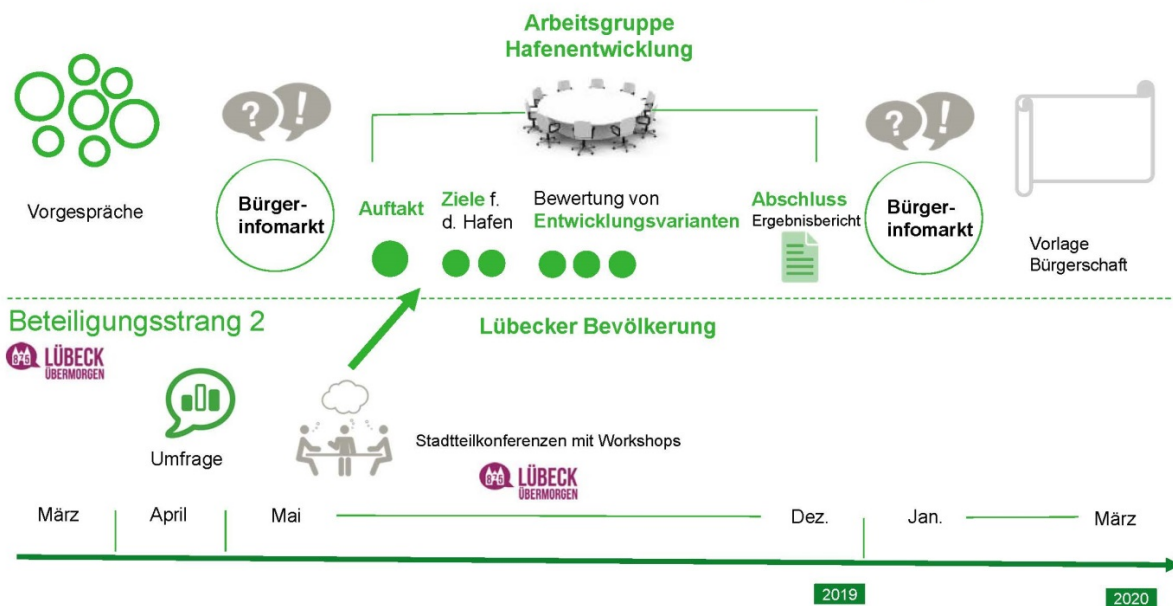 Arbeitsgruppe
Hafenentwicklung
? !
? !
Vorgespräche
Bürger-
infomarkt
Auftakt
Ziele f.
d. Hafen
Bewertung von
Entwicklungsvarianten
Abschluss
Ergebnisbericht
Bürger-
infomarkt
Vorlage
Bürgerschaft
Beteiligungsstrang 2
Lübecker Bevölkerung
LÜBECK
ÜBERMORGEN
Umfrage
Stadtteilkonferenzen mit Workshops
LÜBECK
ÜBERMORGEN
März
April
Mai
Dez.
Jan.
März
2019
2020